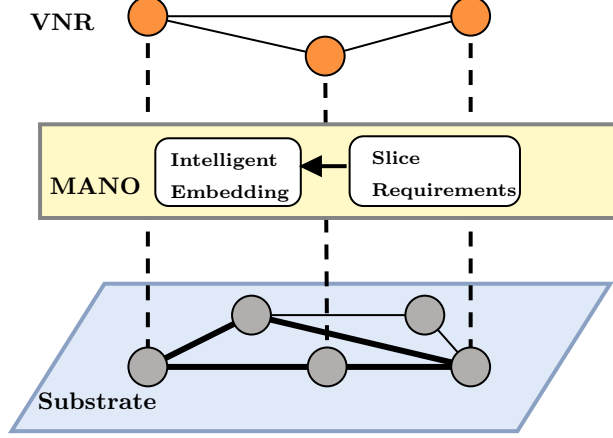 VNR
Intelligent
Embedding
Slice
Requirements
MANO
Substrate